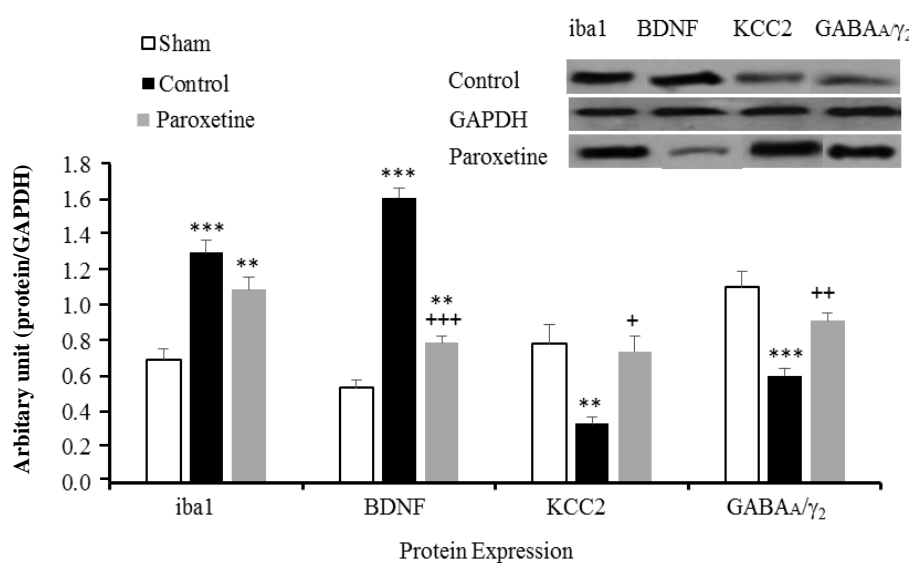 Sham
Control
Paroxetine
iba1 BDNF KCC2 GABAA/γ2
Control
GAPDH
Paroxetine
Arbitary unit (protein/GAPDH)
1.8
1.6
1.4
1.2
1.0
0.8
0.6
0.4
0.2
0.0
***
**
***
**
+++
**
+
***
++
iba1 BDNF KCC2 GABAA/γ2
Protein Expression